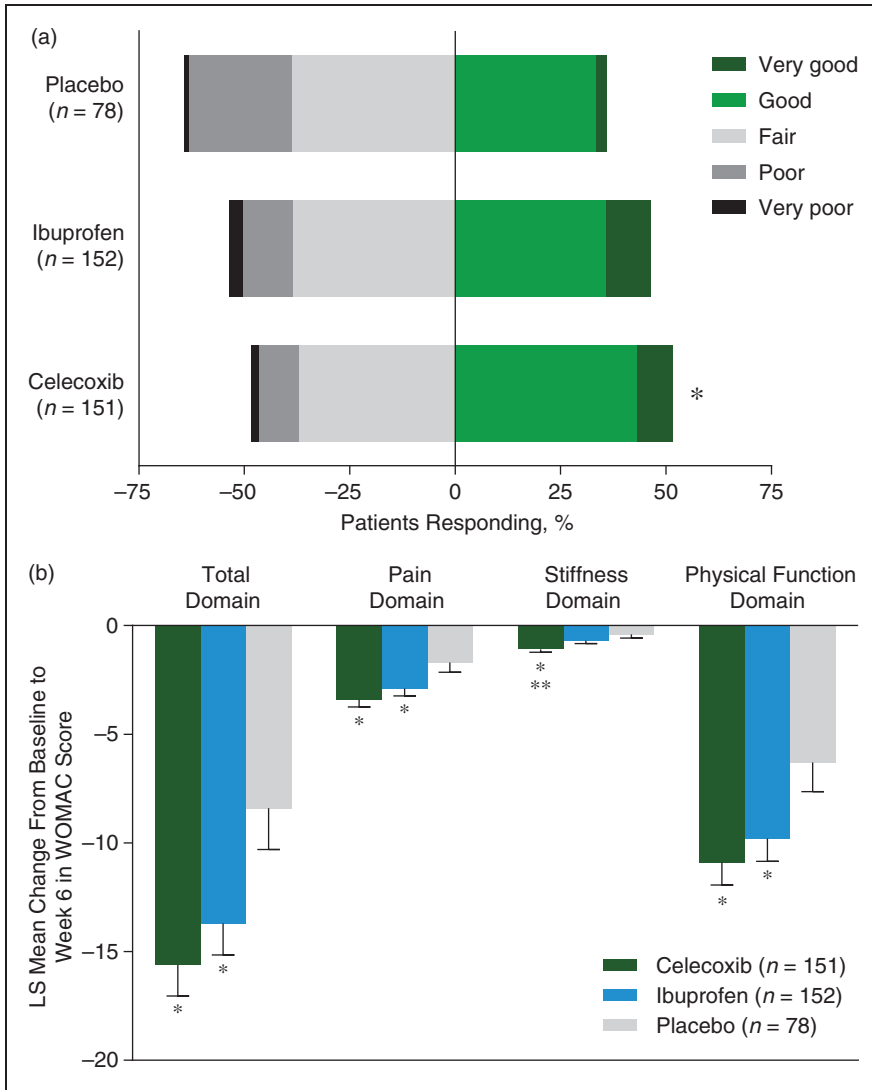 (a)
Placebo
(n = 78)
Ibuprofen
(n = 152)
Celecoxib
(n = 151)
Very good
Good
Fair
Poor
Very poor
*
–75
–50
–25
0
25
50
75
Patients Responding, %
(b)
Total
Domain
Pain
Domain
Stiffness
Domain
Physical Function
Domain
0
–5
–10
–15
–20
LS Mean Change From Baseline to
Week 6 in WOMAC Score
*
*
*
*
*
**
*
*
Celecoxib (n = 151)
Ibuprofen (n = 152)
Placebo (n = 78)